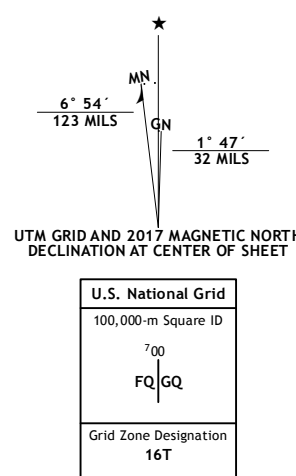 MN
6° 54´
123 MILS
GN
1° 47´
32 MILS
UTM GRID AND 2017 MAGNETIC NORTH
DECLINATION AT CENTER OF SHEET
U.S. National Grid
100,000-m Square ID
700
FQ GQ
Grid Zone Designation
16T